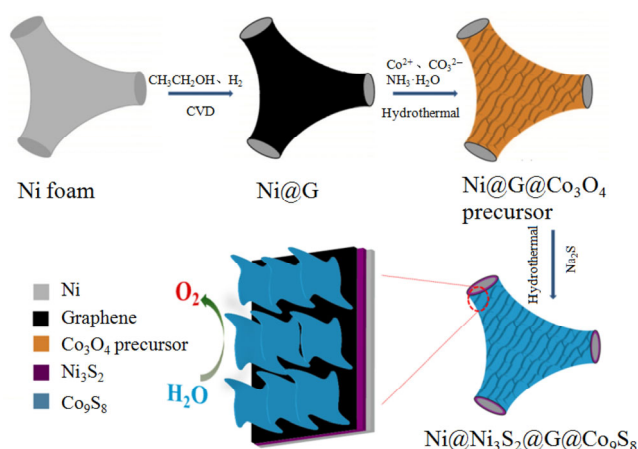 CH₃CH₂OH、H₂
CVD
Co²⁺、CO₃²⁻
NH₃·H₂O
Hydrothermal
Ni foam
Ni@G
Ni@G@Co₃O₄
precursor
Hydrothermal
Na₂S
Ni
Graphene
Co₃O₄ precursor
Ni₃S₂
Co₉S₈
O₂
H₂O
Ni@Ni₃S₂@G@Co₉S₈